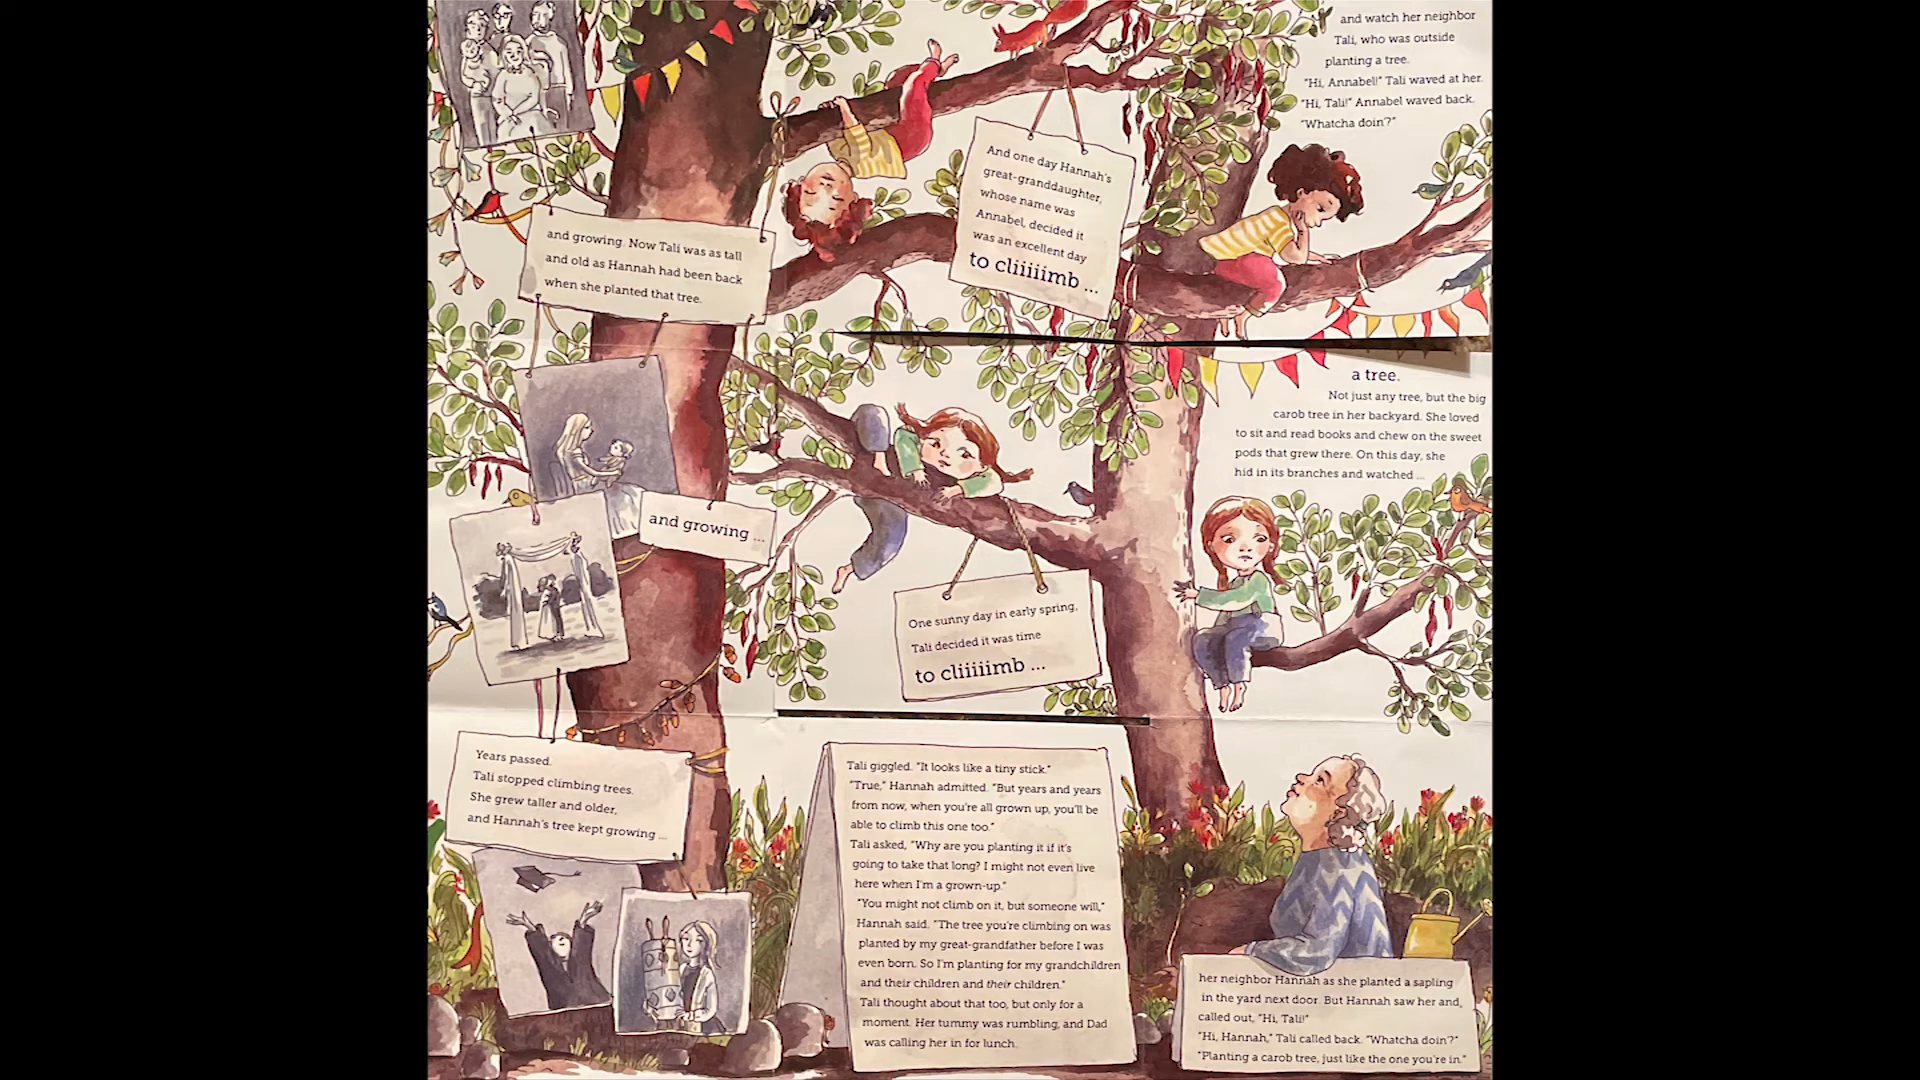 and watch her neighbor
Tali, who was outside
planting a tree.
"Hi, Annabel!" Tali waved at her.
"Hi, Tali!" Annabel waved back.
"Whatcha doin'?"
And one day Hannah's
great-granddaughter,
whose name was
Annabel, decided it
was an excellent day
to cliiiiimb ...
and growing. Now Tali was as tall
and old as Hannah had been back
when she planted that tree.
a tree.
Not just any tree, but the big
carob tree in her backyard. She loved
to sit and read books and chew on the sweet
pods that grew there. On this day, she
hid in its branches and watched ...
and growing ...
One sunny day in early spring,
Tali decided it was time
to cliiiiimb ...
Years passed.
Tali stopped climbing trees.
She grew taller and older,
and Hannah's tree kept growing ...
Tali giggled. "It looks like a tiny stick."
"True," Hannah admitted. "But years and years
from now, when you're all grown up, you'll be
able to climb this one too."
Tali asked, "Why are you planting it if it's
going to take that long? I might not even live
here when I'm a grown-up."
"You might not climb on it, but someone will,"
Hannah said. "The tree you're climbing on was
planted by my great-grandfather before I was
even born. So I'm planting for my grandchildren
and their children and their children."
Tali thought about that too, but only for a
moment. Her tummy was rumbling, and Dad
was calling her in for lunch.
her neighbor Hannah as she planted a sapling
in the yard next door. But Hannah saw her and,
called out, "Hi, Tali!"
"Hi, Hannah," Tali called back. "Whatcha doin'?"
"Planting a carob tree, just like the one you're in."